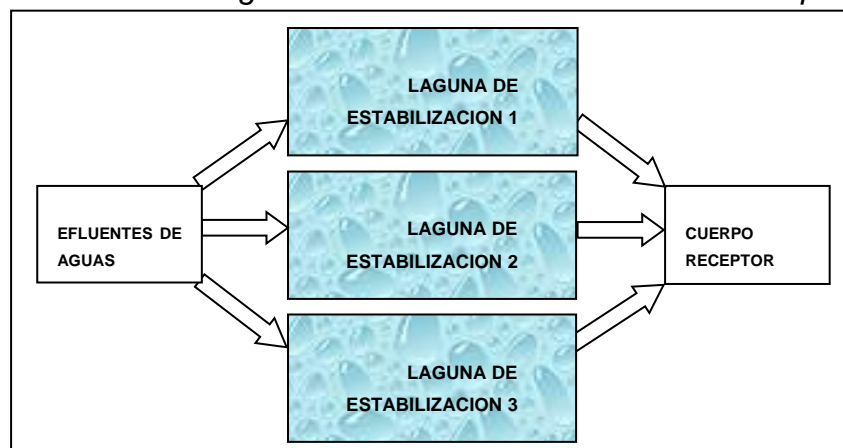 LAGUNA DE
ESTABILIZACION 1
EFLUENTES DE
AGUAS
LAGUNA DE
ESTABILIZACION 2
CUERPO
RECEPTOR
LAGUNA DE
ESTABILIZACION 3